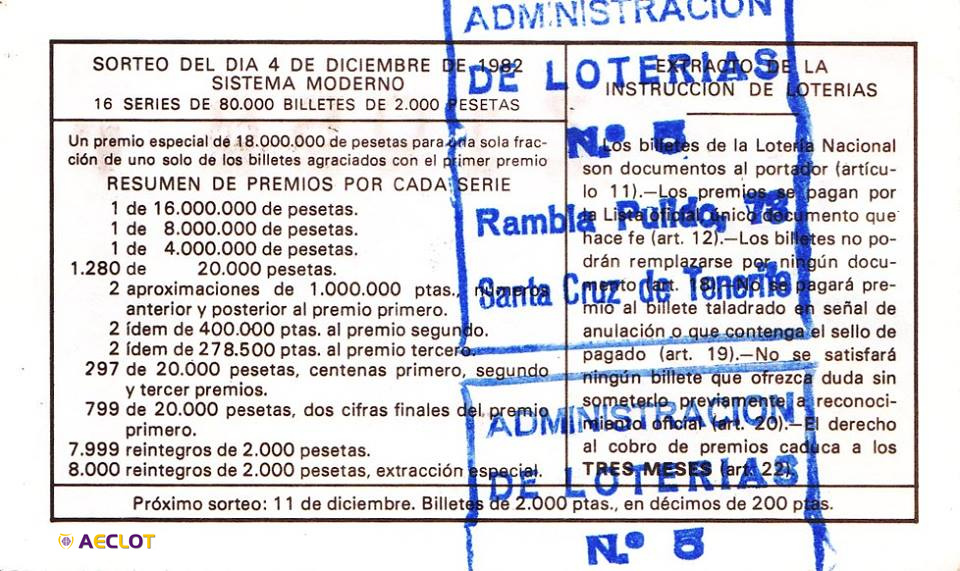 SORTEO DEL DIA 4 DE DICIEMBRE DE 1982
SISTEMA MODERNO
16 SERIES DE 80.000 BILLETES DE 2.000 PESETAS
Un premio especial de 18.000.000 de pesetas para una sola frac-
ción de uno solo de los billetes agraciados con el primer premio
RESUMEN DE PREMIOS POR CADA SERIE
1 de 16.000.000 de pesetas.
1 de 8.000.000 de pesetas.
1 de 4.000.000 de pesetas.
1.280 de 20.000 pesetas.
2 aproximaciones de 1.000.000 ptas., números
anterior y posterior al premio primero.
2 ídem de 400.000 ptas. al premio segundo.
2 ídem de 278.500 ptas. al premio tercero.
297 de 20.000 pesetas, centenas primero, segundo
y tercer premios.
799 de 20.000 pesetas, dos cifras finales del premio
primero.
7.999 reintegros de 2.000 pesetas.
8.000 reintegros de 2.000 pesetas, extracción especial.
EXTRACTO DE LA
INSTRUCCION DE LOTERIAS
Los billetes de la Lotería Nacional
son documentos al portador (artícu-
lo 11).—Los premios se pagan por
la Lista oficial, único documento que
hace fe (art. 12).—Los billetes no po-
drán remplazarse por ningún docu-
mento (art. 18).—No se pagará pre-
mio al billete taladrado en señal de
anulación o que contenga el sello de
pagado (art. 19).—No se satisfará
ningún billete que ofrezca duda sin
someterlo previamente a reconoci-
miento oficial (art. 20).—El derecho
al cobro de premios caduca a los
TRES MESES (art. 22).
Próximo sorteo: 11 de diciembre. Billetes de 2.000 ptas., en décimos de 200 ptas.
ADMINISTRACION
DE LOTERIAS
N.º 5
Rambla Pulido, 78
Santa Cruz de Tenerife
ADMINISTRACION
DE LOTERIAS
N.º 5
AECLOT